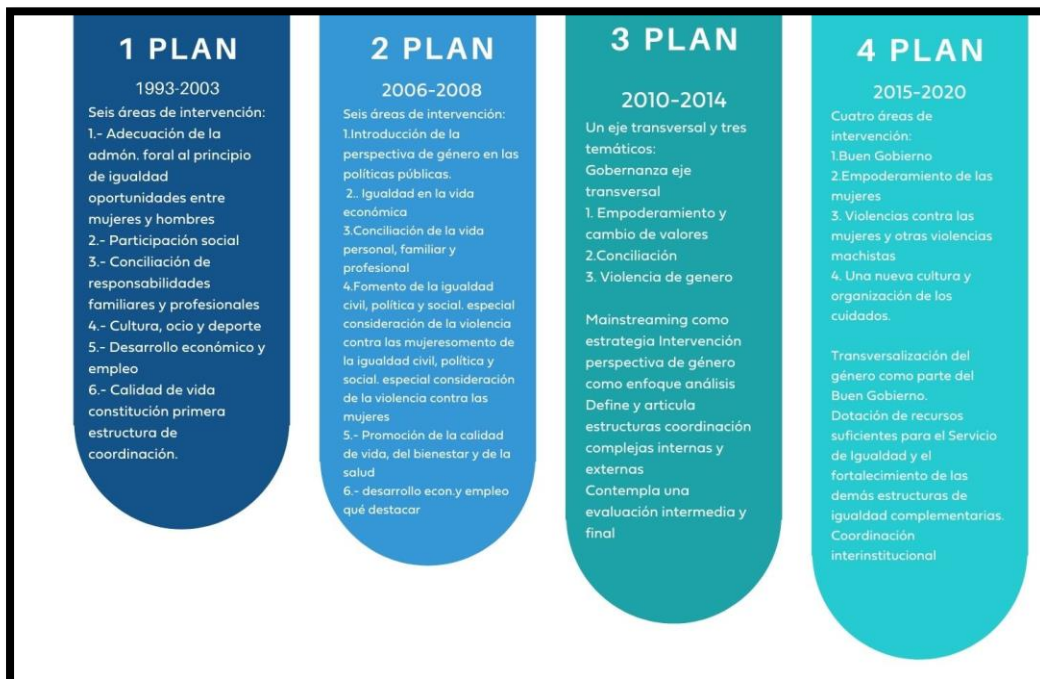 1 PLAN
1993-2003
Seis áreas de intervención:
1.- Adecuación de la
admón. foral al principio
de igualdad
oportunidades entre
mujeres y hombres
2.- Participación social
3.- Conciliación de
responsabilidades
familiares y profesionales
4.- Cultura, ocio y deporte
5.- Desarrollo económico y
empleo
6.- Calidad de vida
constitución primera
estructura de
coordinación.
2 PLAN
2006-2008
Seis áreas de intervención:
1.Introducción de la
perspectiva de género en las
políticas públicas.
2.. Igualdad en la vida
económica
3.Conciliación de la vida
personal, familiar y
profesional
4.Fomento de la igualdad
civil, política y social. especial
consideración de la violencia
contra las mujeresomento de
la igualdad civil, política y
social. especial consideración
de la violencia contra las
mujeres
5.- Promoción de la calidad
de vida, del bienestar y de la
salud
6.- desarrollo econ.y empleo
qué destacar
3 PLAN
2010-2014
Un eje transversal y tres
temáticos:
Gobernanza eje
transversal
1. Empoderamiento y
cambio de valores
2.Conciliación
3. Violencia de genero
Mainstreaming como
estrategia Intervención
perspectiva de género
como enfoque análisis
Define y articula
estructuras coordinación
complejas internas y
externas
Contempla una
evaluación intermedia y
final
4 PLAN
2015-2020
Cuatro áreas de
intervención:
1.Buen Gobierno
2.Empoderamiento de las
mujeres
3. Violencias contra las
mujeres y otras violencias
machistas
4. Una nueva cultura y
organización de los
cuidados.
Transversalización del
género como parte del
Buen Gobierno.
Dotación de recursos
suficientes para el Servicio
de Igualdad y el
fortalecimiento de las
demás estructuras de
igualdad complementarias.
Coordinación
interinstitucional